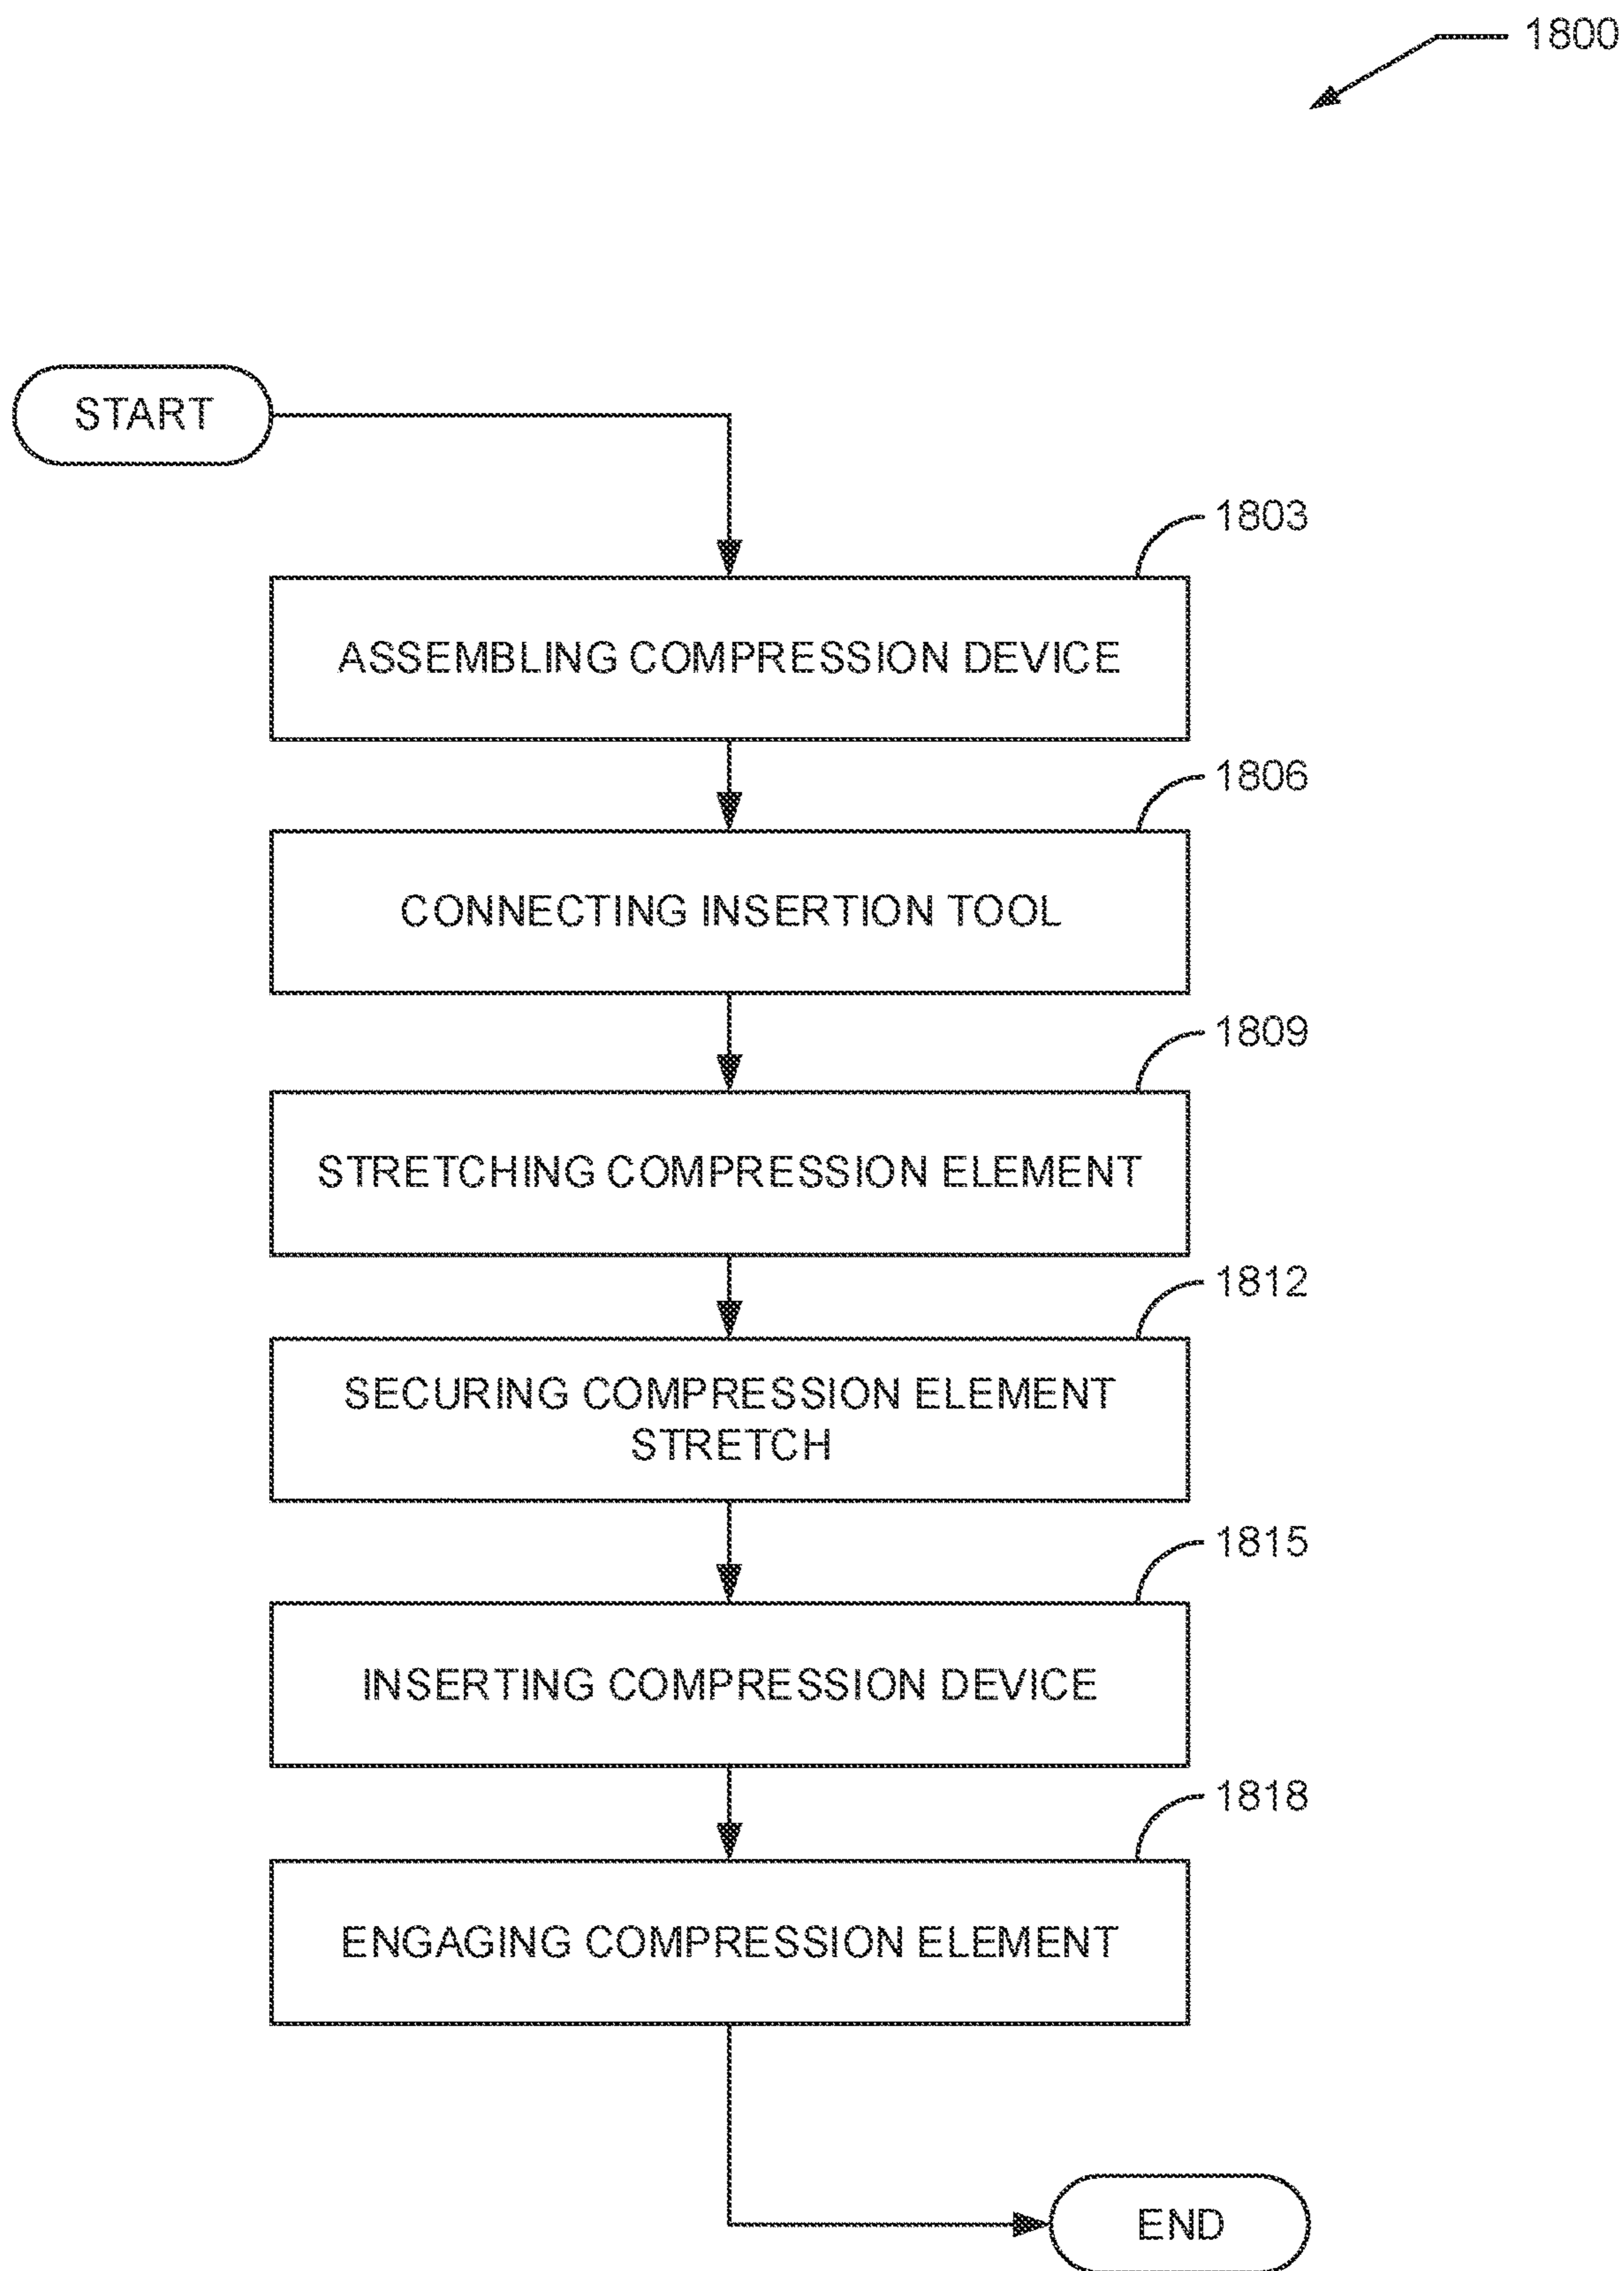 1800
START
1803
ASSEMBLING COMPRESSION DEVICE
1806
CONNECTING INSERTION TOOL
1809
STRETCHING COMPRESSION ELEMENT
1812
SECURING COMPRESSION ELEMENT
STRETCH
1815
INSERTING COMPRESSION DEVICE
1818
ENGAGING COMPRESSION ELEMENT
END